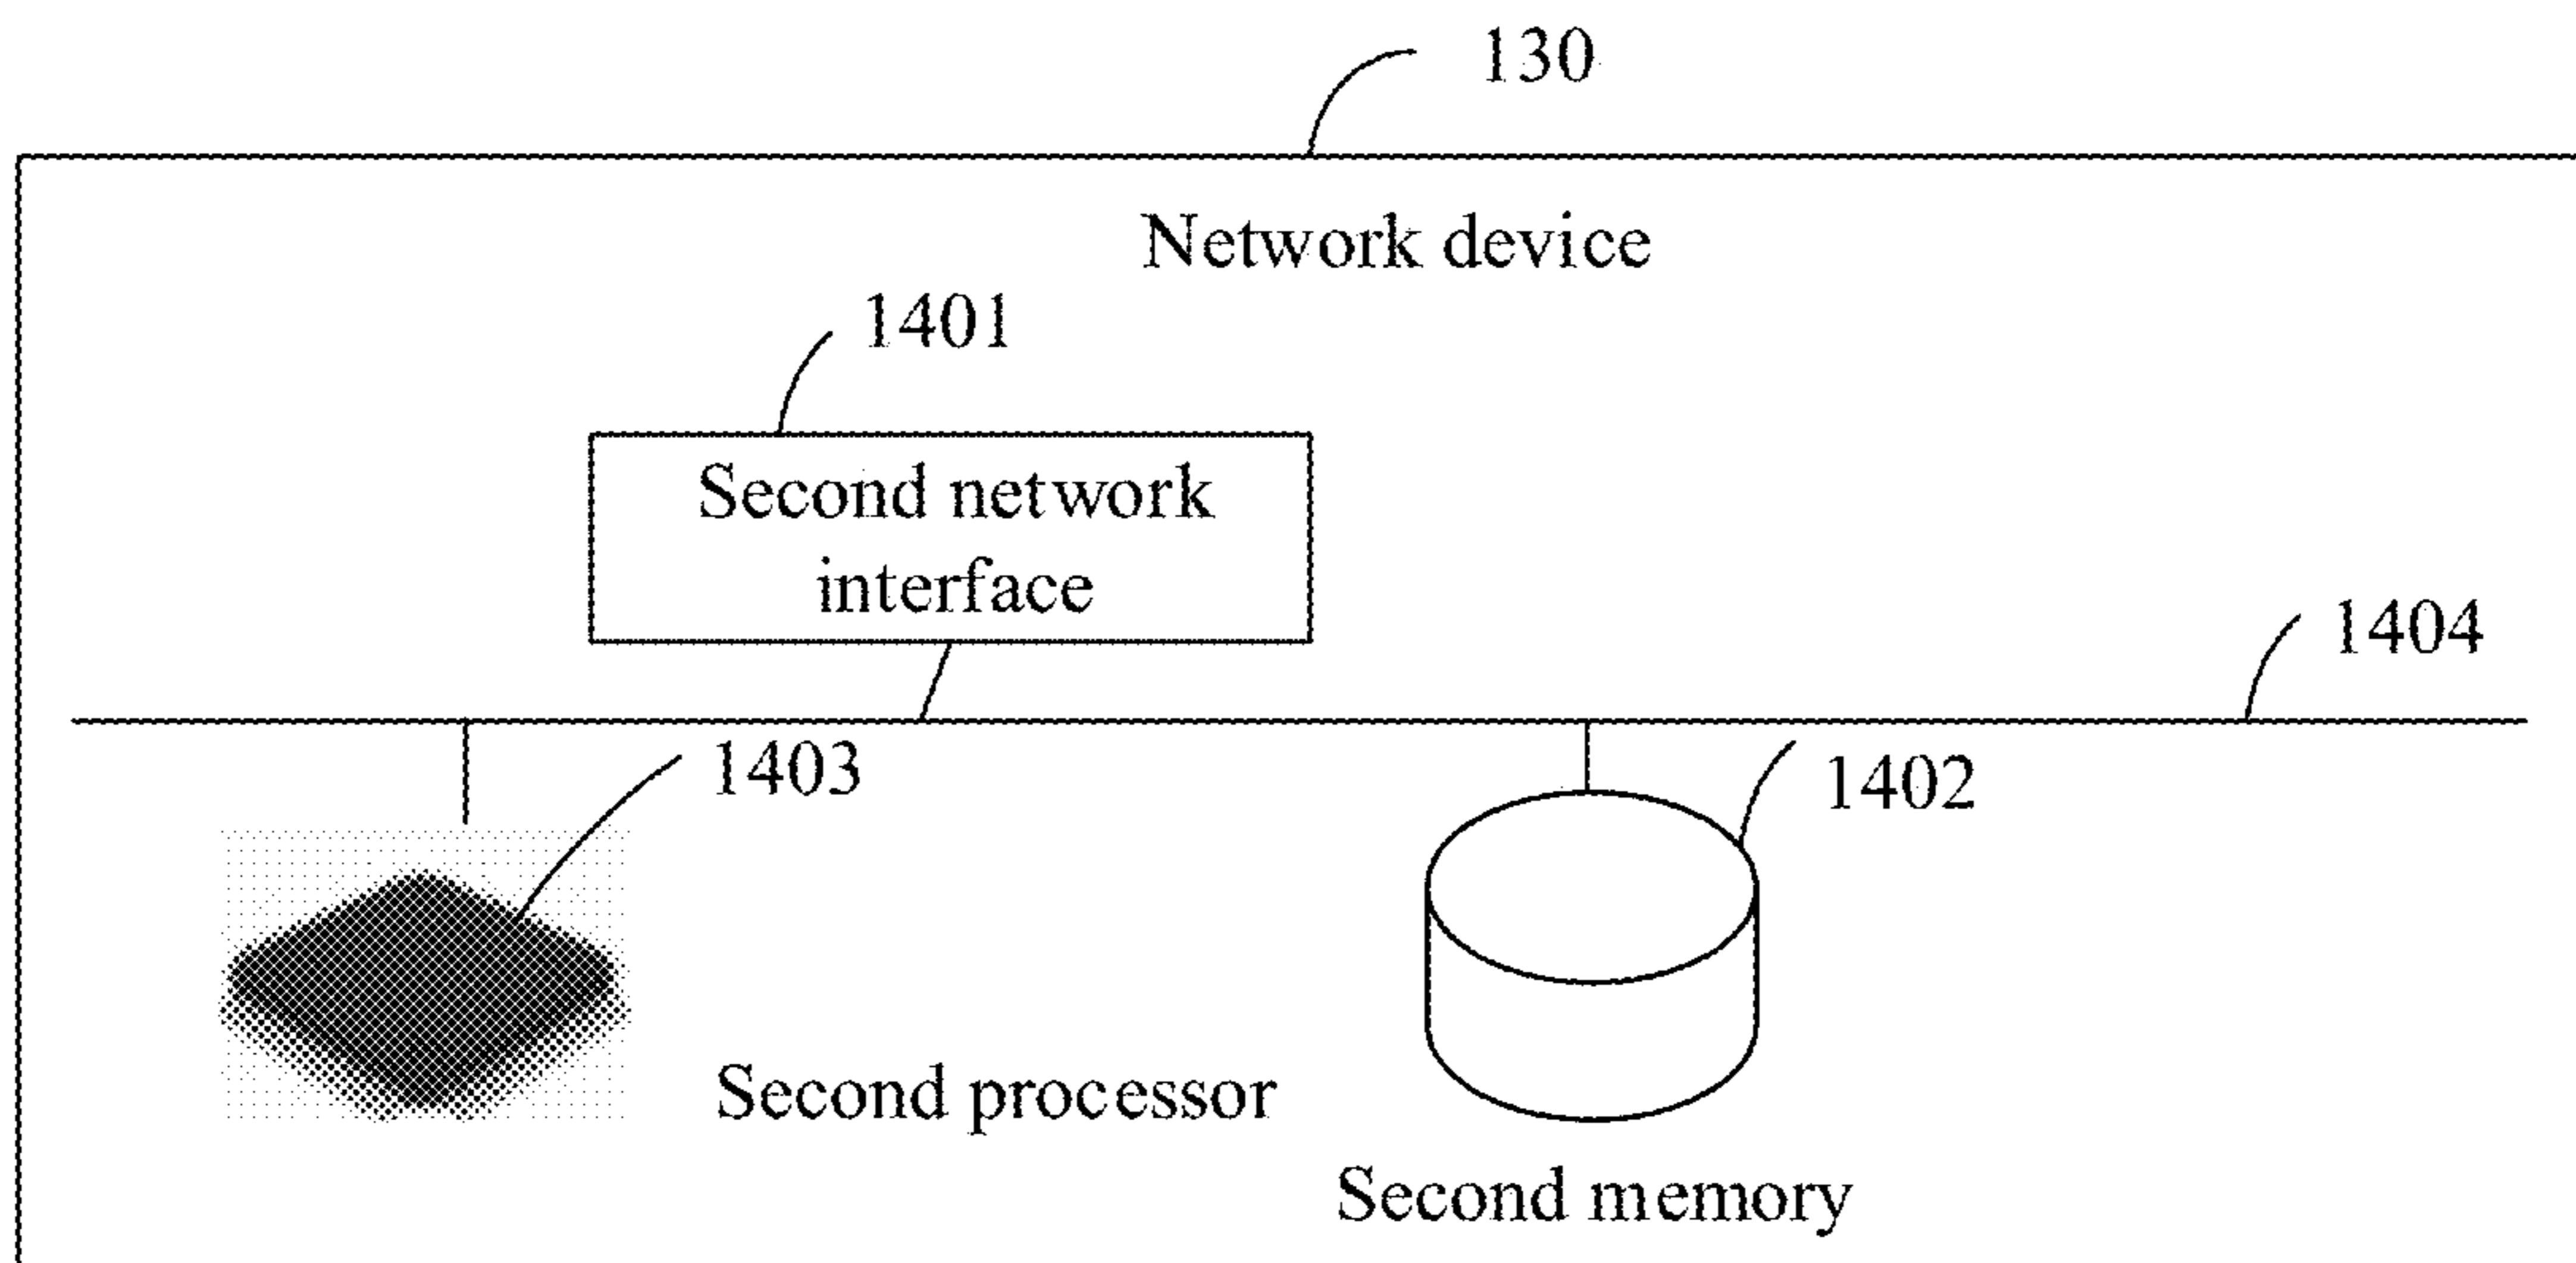 130
Network device
1401
Second network
interface
1404
1403
1402
Second processor
Second memory